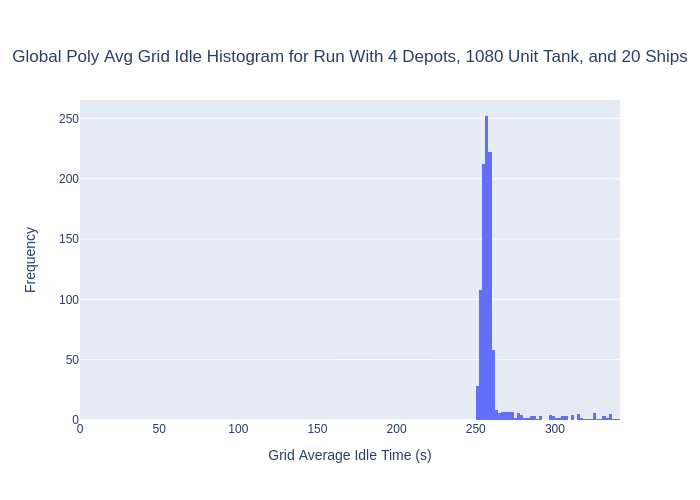 Global Poly Avg Grid Idle Histogram for Run With 4 Depots, 1080 Unit Tank, and 20 Ships
250
200
150
100
50
0
Frequency
0 50 100 150 200 250 300
Grid Average Idle Time (s)